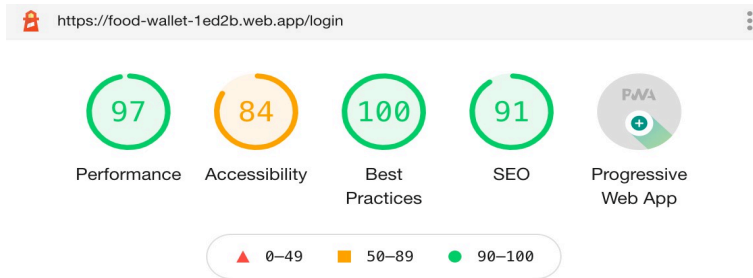 https://food-wallet-1ed2b.web.app/login
97 84 100 91 PWA
Performance Accessibility Best Practices SEO Progressive Web App
0–49 50–89 90–100